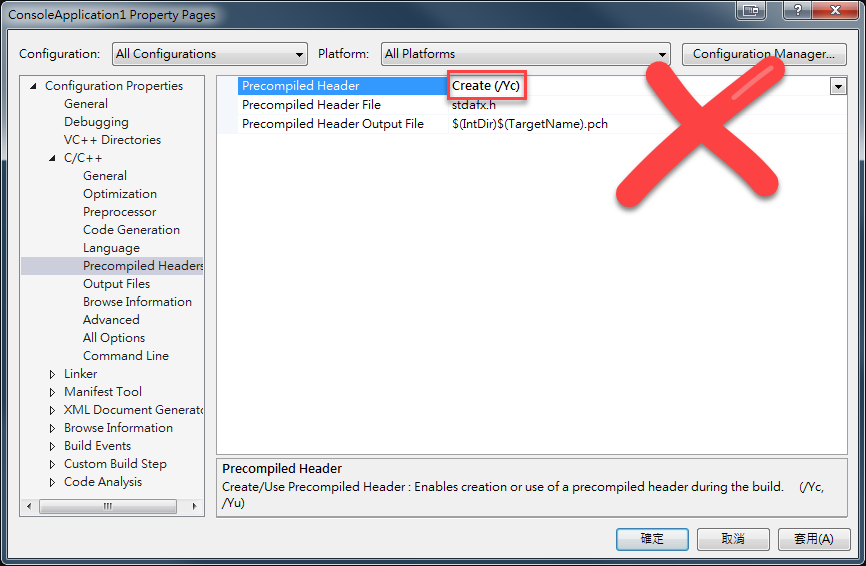 ConsoleApplication1 Property Pages
Configuration: All Configurations Platform: All Platforms Configuration Manager...
Configuration Properties
General
Debugging
VC++ Directories
C/C++
General
Optimization
Preprocessor
Code Generation
Language
Precompiled Headers
Output Files
Browse Information
Advanced
All Options
Command Line
Linker
Manifest Tool
XML Document Generato
Browse Information
Build Events
Custom Build Step
Code Analysis
Precompiled Header Create (/Yc)
Precompiled Header File stdafx.h
Precompiled Header Output File $(IntDir)$(TargetName).pch
Precompiled Header
Create/Use Precompiled Header : Enables creation or use of a precompiled header during the build. (/Yc,
/Yu)
確定 取消 套用(A)